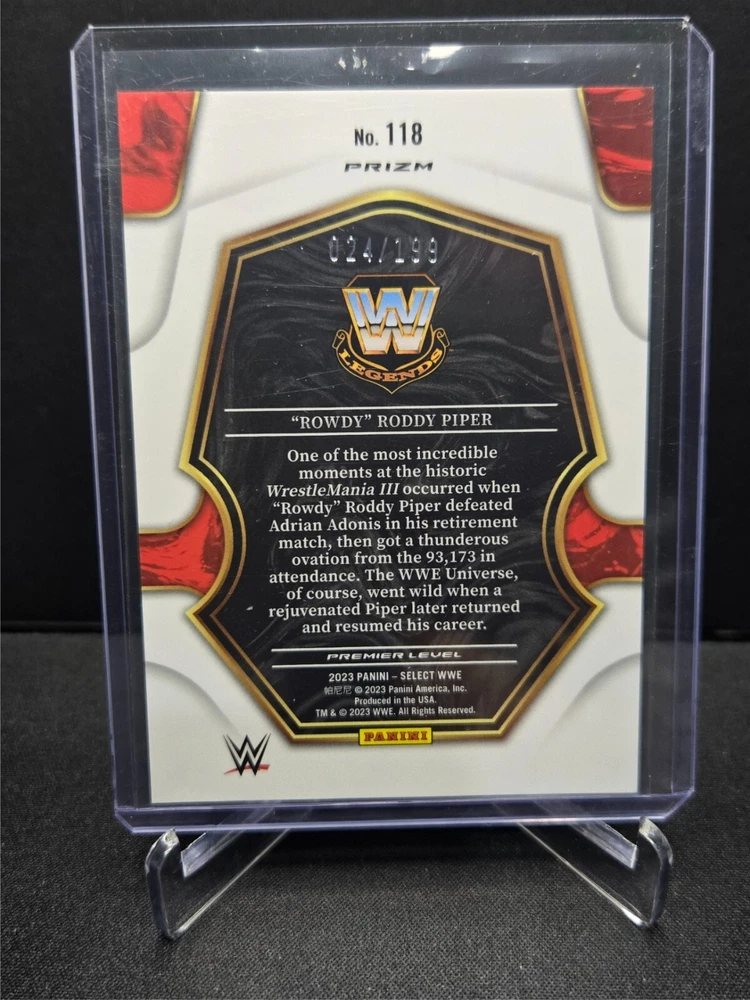 No. 118
PRIZM
024/199
W
LEGENDS
"ROWDY" RODDY PIPER
One of the most incredible
moments at the historic
WrestleMania III occurred when
"Rowdy" Roddy Piper defeated
Adrian Adonis in his retirement
match, then got a thunderous
ovation from the 93,173 in
attendance. The WWE Universe,
of course, went wild when a
rejuvenated Piper later returned
and resumed his career.
PREMIER LEVEL
2023 PANINI – SELECT WWE
帕尼尼 © 2023 Panini America, Inc.
Produced in the USA.
TM & © 2023 WWE. All Rights Reserved.
PANINI
W